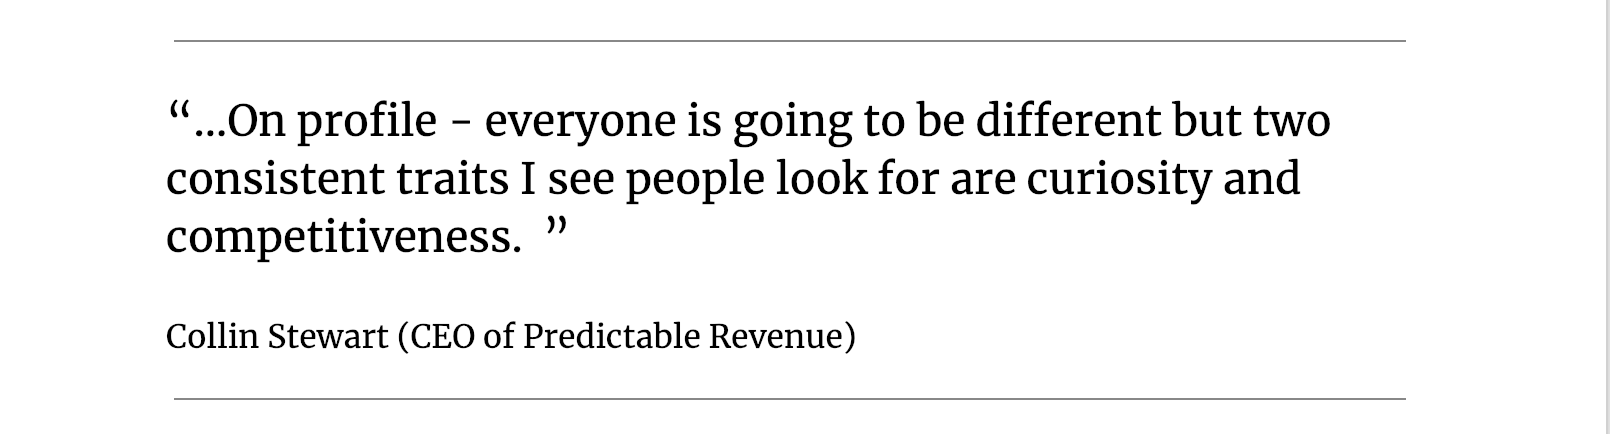 “...On profile - everyone is going to be different but two
consistent traits I see people look for are curiosity and
competitiveness.  ”
Collin Stewart (CEO of Predictable Revenue)